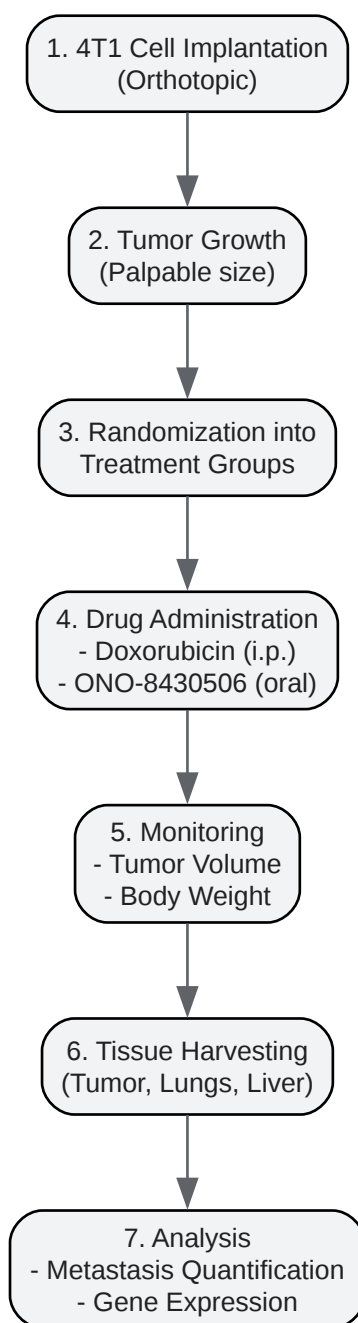 1. 4T1 Cell Implantation
(Orthotopic)
2. Tumor Growth
(Palpable size)
3. Randomization into
Treatment Groups
4. Drug Administration
- Doxorubicin (i.p.)
- ONO-8430506 (oral)
5. Monitoring
- Tumor Volume
- Body Weight
6. Tissue Harvesting
(Tumor, Lungs, Liver)
7. Analysis
- Metastasis Quantification
- Gene Expression